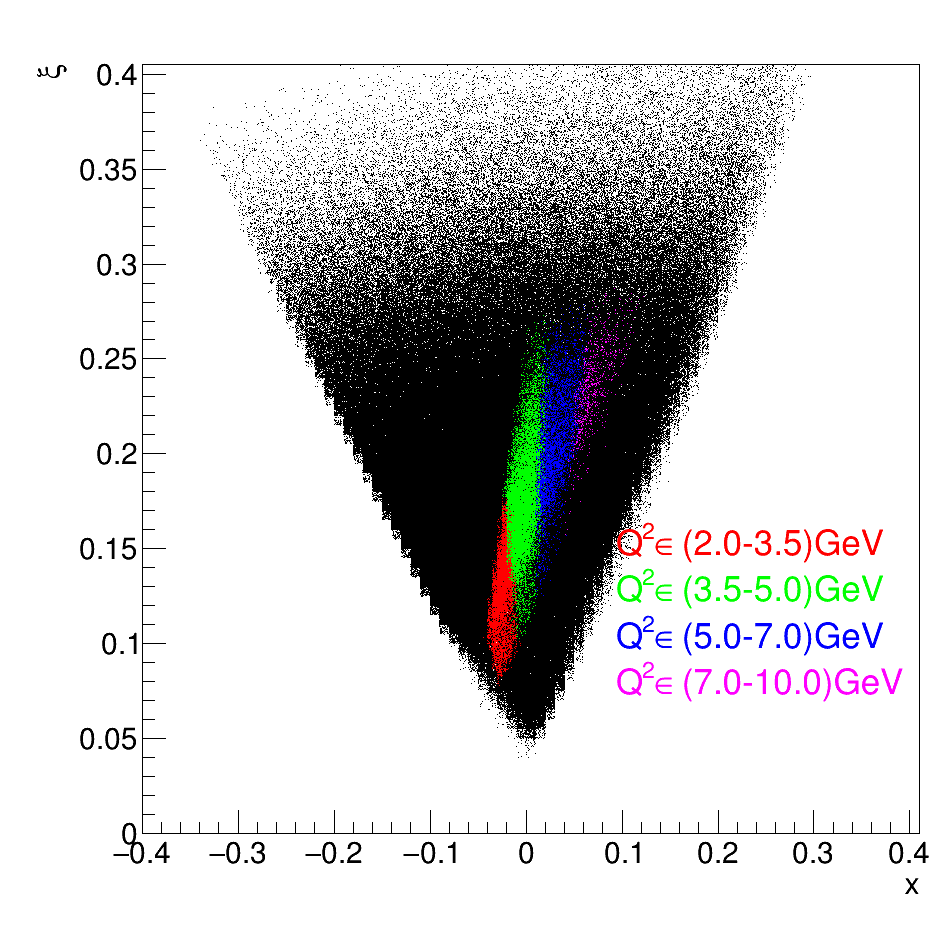 ξ
0.4
0.35
0.3
0.25
0.2
0.15
0.1
0.05
0
Q²∈ (2.0-3.5)GeV
Q²∈ (3.5-5.0)GeV
Q²∈ (5.0-7.0)GeV
Q²∈ (7.0-10.0)GeV
−0.4 −0.3 −0.2 −0.1 0 0.1 0.2 0.3 0.4
x